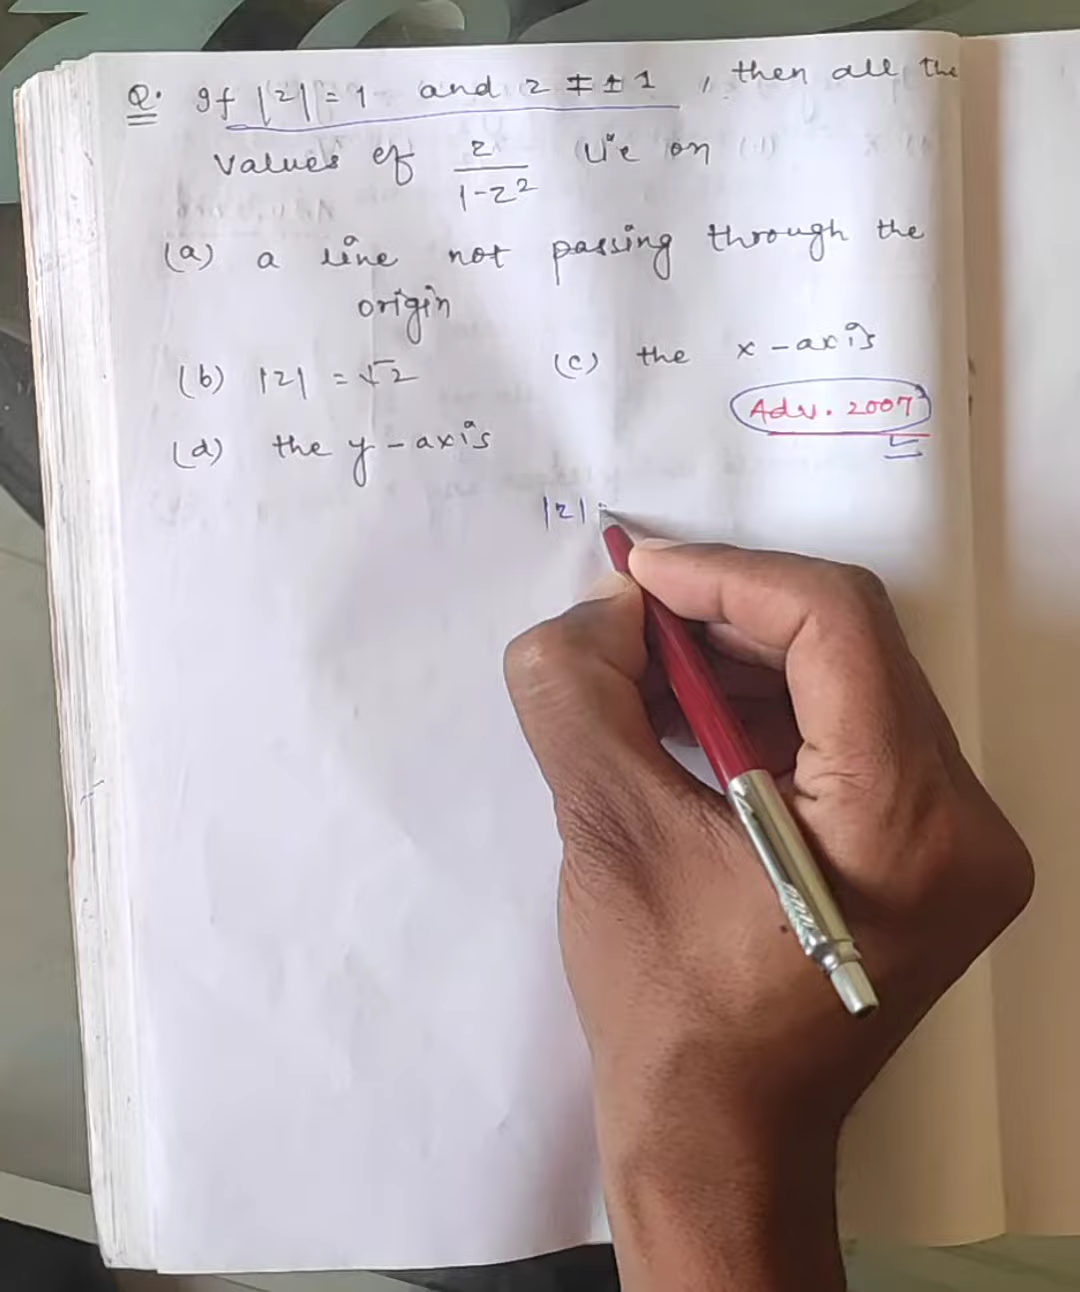 Q. If |z| = 1 and z ≠ ± 1 , then all the
values of z/(1-z²) lie on
(a) a line not passing through the
origin
(b) |z| = √2 (c) the x-axis
Adv. 2007
(d) the y-axis
|z|